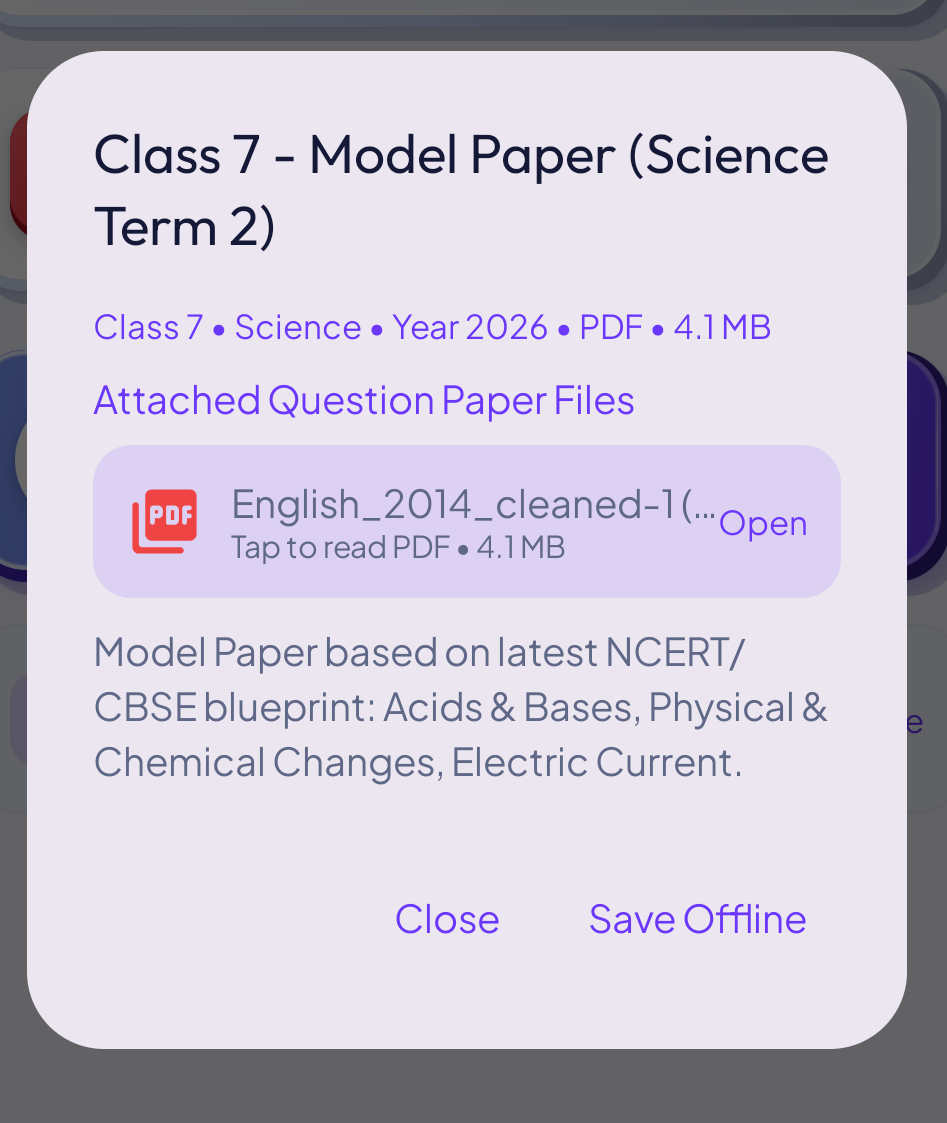 Class 7 - Model Paper (Science
Term 2)
Class 7 • Science • Year 2026 • PDF • 4.1 MB
Attached Question Paper Files
PDF
English_2014_cleaned-1 (...
Open
Tap to read PDF • 4.1 MB
Model Paper based on latest NCERT/
CBSE blueprint: Acids & Bases, Physical &
Chemical Changes, Electric Current.
e
Close
Save Offline